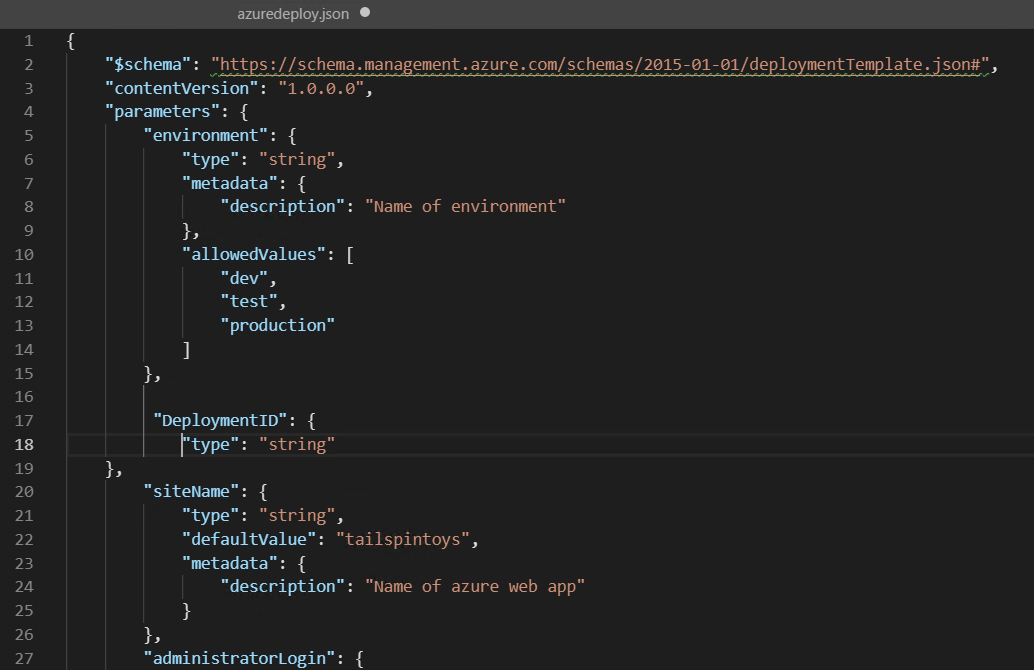 azuredeploy.json
1 {
2 "$schema": "https://schema.management.azure.com/schemas/2015-01-01/deploymentTemplate.json#",
3 "contentVersion": "1.0.0.0",
4 "parameters": {
5 "environment": {
6 "type": "string",
7 "metadata": {
8 "description": "Name of environment"
9 },
10 "allowedValues": [
11 "dev",
12 "test",
13 "production"
14 ]
15 },
16
17 "DeploymentID": {
18 "type": "string"
19 },
20 "siteName": {
21 "type": "string",
22 "defaultValue": "tailspintoys",
23 "metadata": {
24 "description": "Name of azure web app"
25 }
26 },
27 "administratorLogin": {